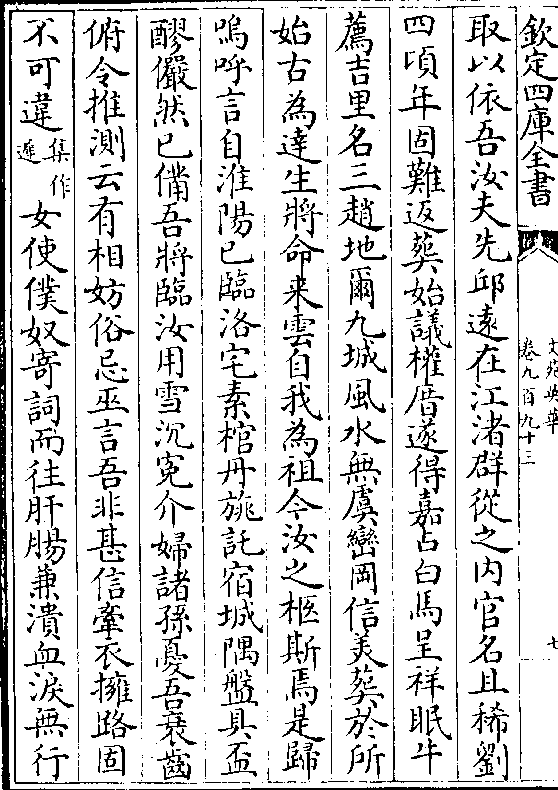 欽定四庫全書
文苑英華
卷九百九十三
七
取以依吾汝夫先邱逺在江渚群從之内官名且稀劉
四頃年固難返葬始議權厝遂得嘉占白馬呈祥眠牛
薦吉里名三趙地爾九城風水無虞巒岡信美葬於所
始古為達生將命来雲自我為祖今汝之柩斯焉是歸
嗚呼言自淮陽已臨洛宅素棺丹旐託宿城隅盤具盃
醪儼然已備吾將臨汝用雪沉寃介婦諸孫憂吾衰齒
俯令推測云有相妨俗忌巫言吾非甚信牽衣擁路固
不可違集作遲女使僕奴寄詞而往肝腸兼潰血淚無行